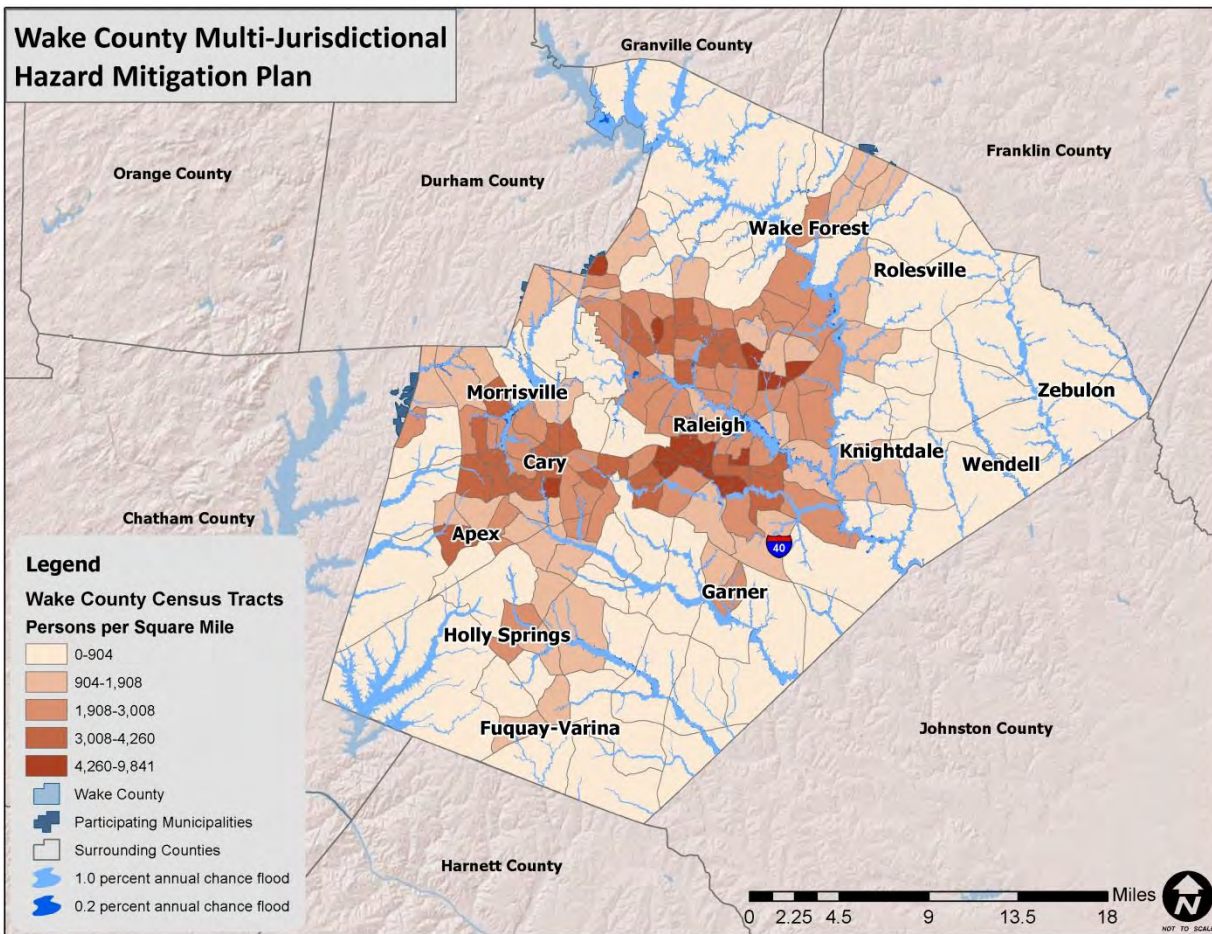 Wake County Multi-Jurisdictional
Hazard Mitigation Plan
Granville County
Franklin County
Orange County
Durham County
Wake Forest
Rolesville
Zebulon
Morrisville
Raleigh
Knightdale
Cary
Wendell
Chatham County
Apex
40
Garner
Holly Springs
Fuquay-Varina
Johnston County
Harnett County
Legend
Wake County Census Tracts
Persons per Square Mile
0-904
904-1,908
1,908-3,008
3,008-4,260
4,260-9,841
Wake County
Participating Municipalities
Surrounding Counties
1.0 percent annual chance flood
0.2 percent annual chance flood
Miles
0 2.25 4.5 9 13.5 18
N
NOT TO SCALE